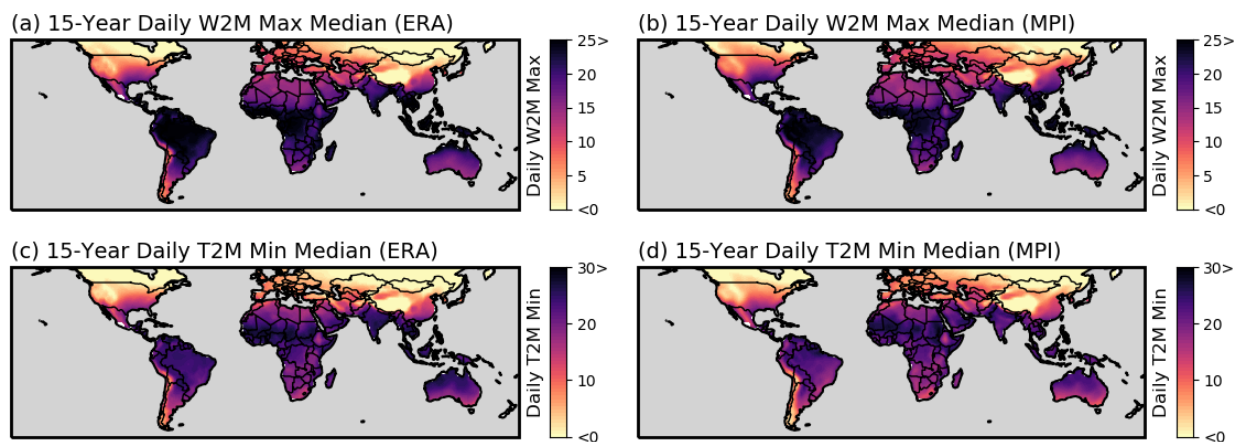 (a) 15-Year Daily W2M Max Median (ERA)
25>
20
15
10
5
<0
Daily W2M Max
(b) 15-Year Daily W2M Max Median (MPI)
25>
20
15
10
5
<0
Daily W2M Max
(c) 15-Year Daily T2M Min Median (ERA)
30>
20
10
<0
Daily T2M Min
(d) 15-Year Daily T2M Min Median (MPI)
30>
20
10
<0
Daily T2M Min